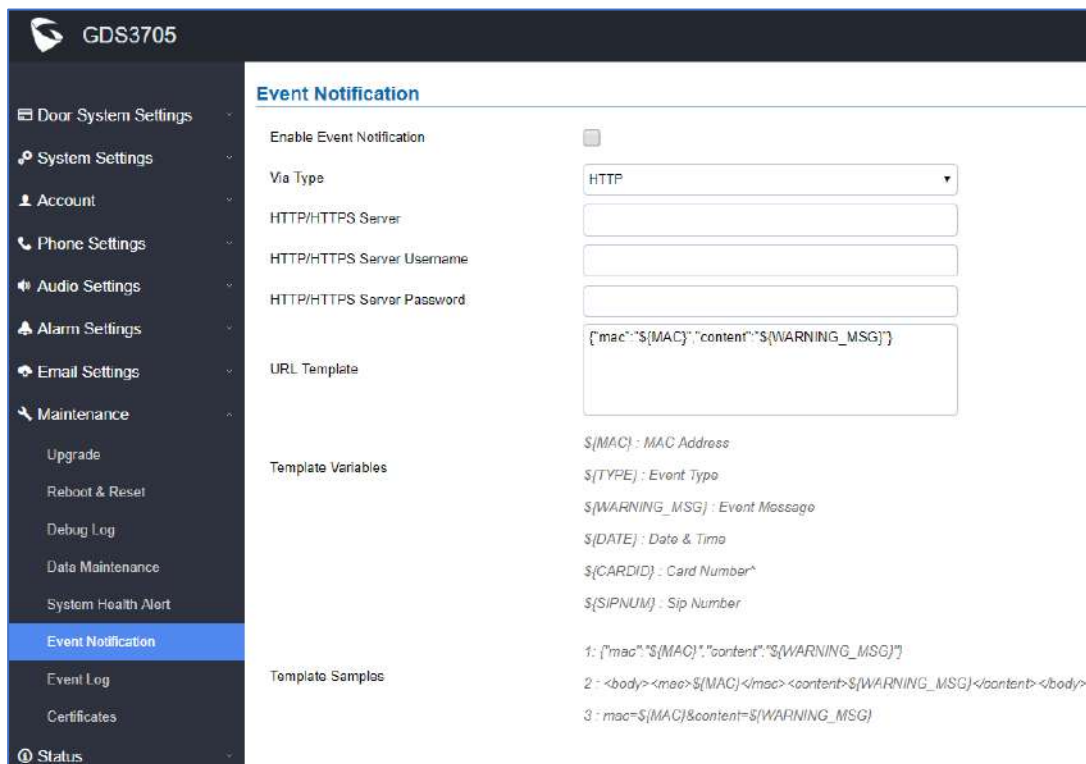 GDS3705
Door System Settings
System Settings
Account
Phone Settings
Audio Settings
Alarm Settings
Email Settings
Maintenance
Upgrade
Reboot & Reset
Debug Log
Data Maintenance
System Health Alert
Event Notification
Event Log
Certificates
Status
Event Notification
Enable Event Notification
Via Type
HTTP
HTTP/HTTPS Server
HTTP/HTTPS Server Username
HTTP/HTTPS Server Password
URL Template
{"mac":"${MAC}","content":"${WARNING_MSG}"}
Template Variables
${MAC} : MAC Address
${TYPE} : Event Type
${WARNING_MSG} : Event Message
${DATE} : Date & Time
${CARDID} : Card Number^
${SIPNUM} : Sip Number
Template Samples
1: {"mac":"${MAC}","content":"${WARNING_MSG}"}
2 : <body><mac>${MAC}</mac><content>${WARNING_MSG}</content></body>
3 : mac=${MAC}&content=${WARNING_MSG}